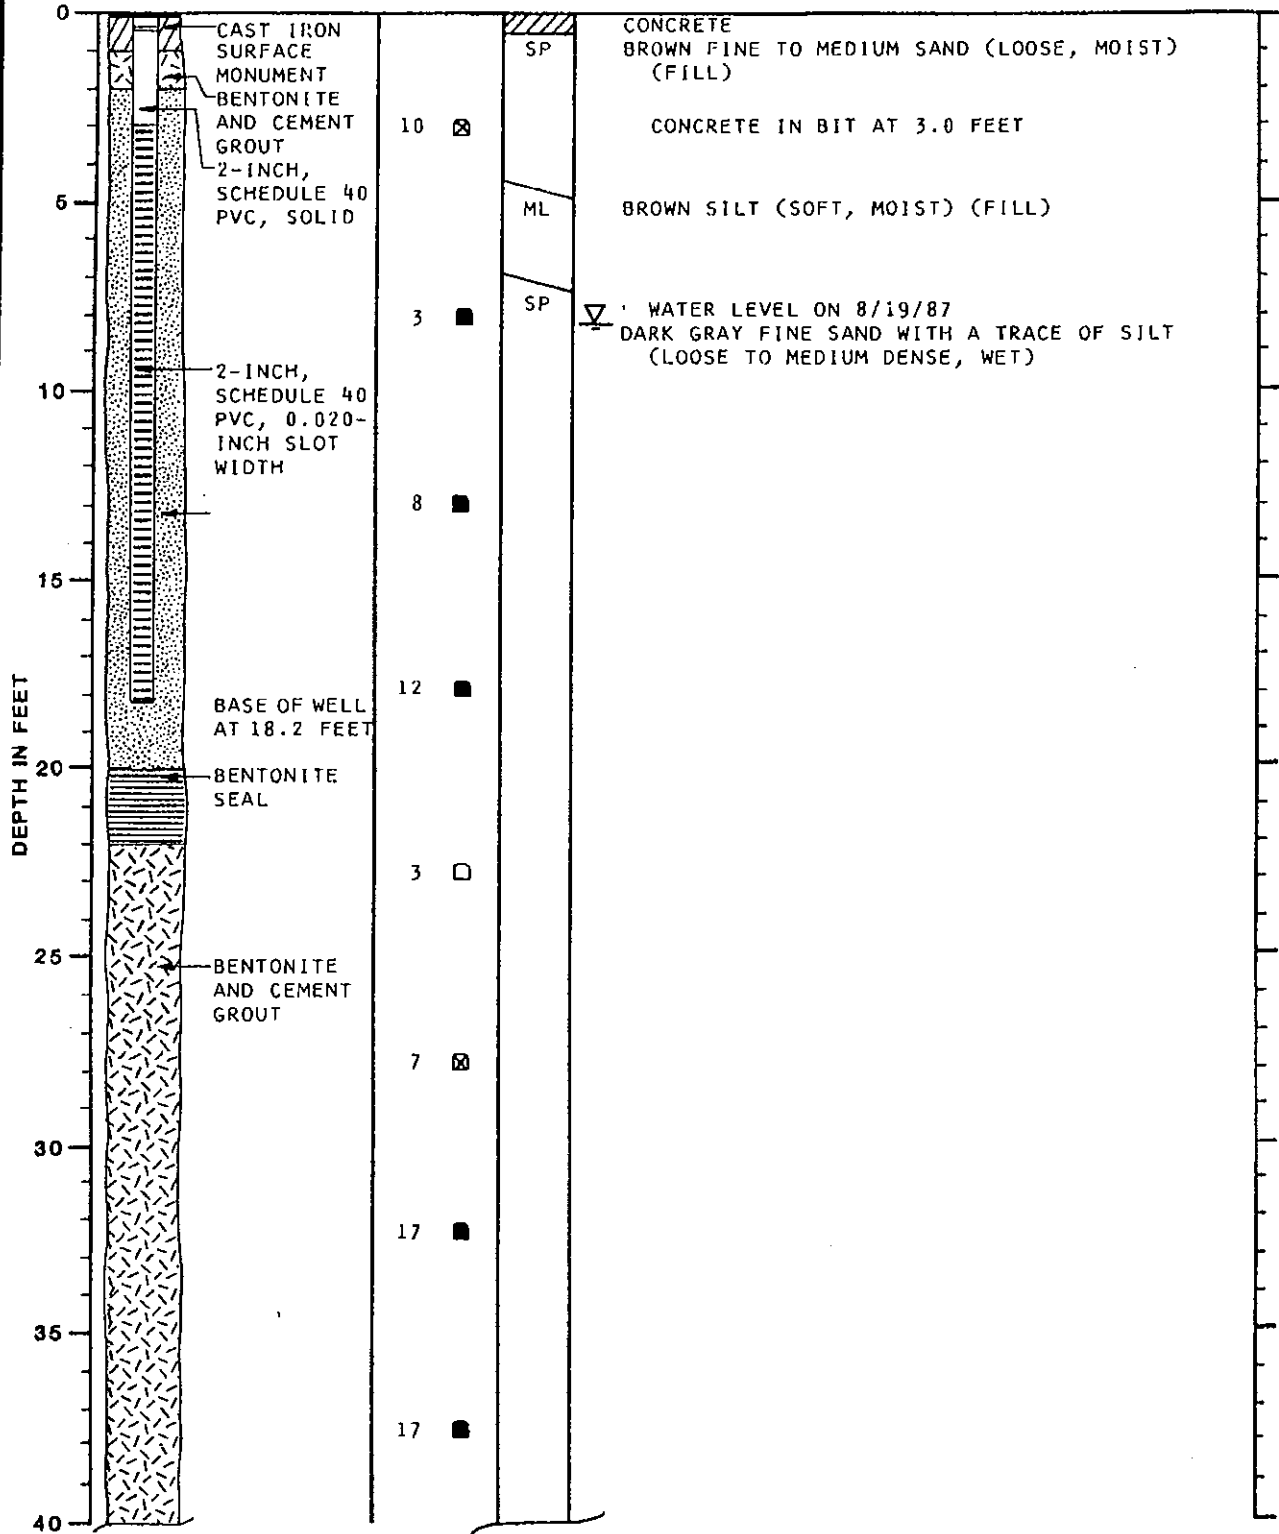 DEPTH IN FEET
0
5
10
15
20
25
30
35
40
CAST IRON
SURFACE
MONUMENT
BENTONITE
AND CEMENT
GROUT
2-INCH,
SCHEDULE 40
PVC, SOLID
2-INCH,
SCHEDULE 40
PVC, 0.020-
INCH SLOT
WIDTH
BASE OF WELL
AT 18.2 FEET
BENTONITE
SEAL
BENTONITE
AND CEMENT
GROUT
10
3
8
12
3
7
17
17
SP
ML
SP
CONCRETE
BROWN FINE TO MEDIUM SAND (LOOSE, MOIST)
(FILL)
CONCRETE IN BIT AT 3.0 FEET
BROWN SILT (SOFT, MOIST) (FILL)
WATER LEVEL ON 8/19/87
DARK GRAY FINE SAND WITH A TRACE OF SILT
(LOOSE TO MEDIUM DENSE, WET)